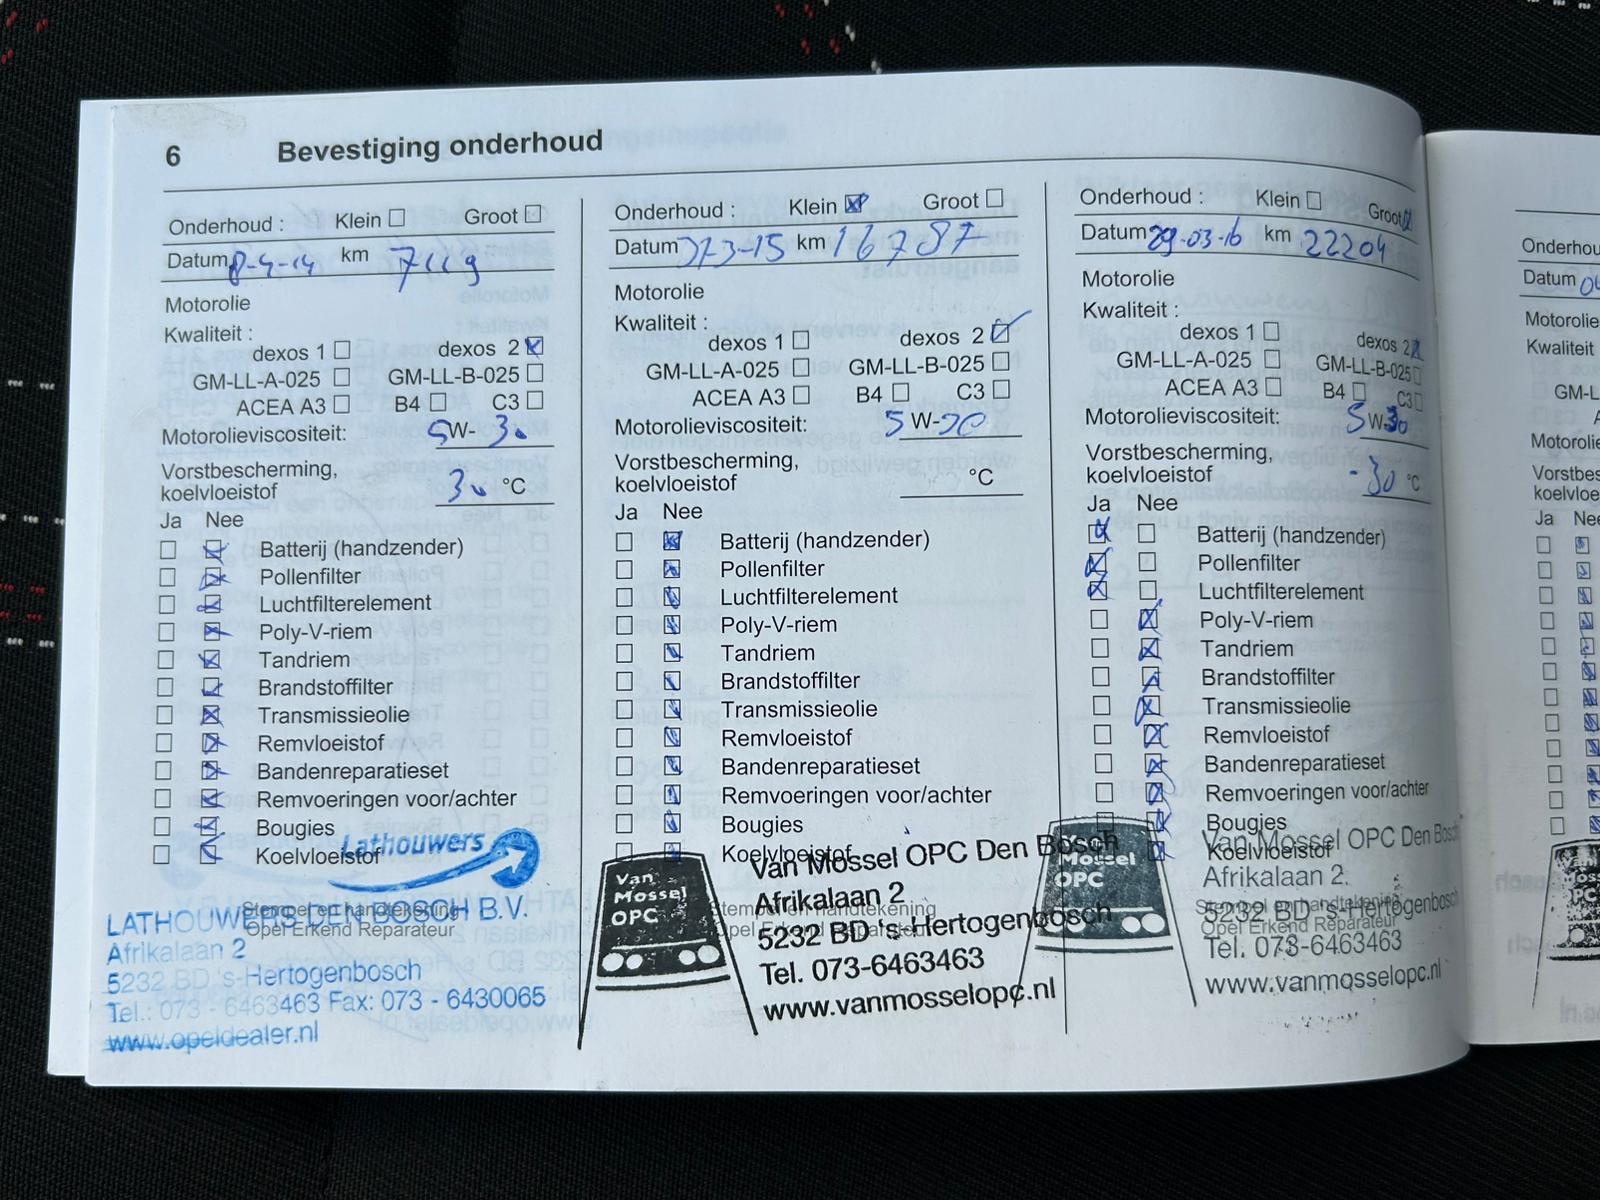 6 Bevestiging onderhoud
Onderhoud : Klein Groot
Datum 8-4-14 km
Motorolie
Kwaliteit :
dexos 1 dexos 2
GM-LL-A-025 GM-LL-B-025
ACEA A3 B4 C3
Motorolieviscositeit: 5 W- 30
Vorstbescherming,
koelvloeistof 30 °C
Ja Nee
Batterij (handzender)
Pollenfilter
Luchtfilterelement
Poly-V-riem
Tandriem
Brandstoffilter
Transmissieolie
Remvloeistof
Bandenreparatieset
Remvoeringen voor/achter
Bougies
Koelvloeistof
Lathouwers
Stempel en handtekening
Opel Erkend Reparateur
LATHOUWERS DEN BOSCH B.V.
Afrikalaan 2
5232 BD 's-Hertogenbosch
Tel.: 073 - 6463463 Fax: 073 - 6430065
www.opeldealer.nl
Onderhoud : Klein Groot
Datum 31-3-15 km 16787
Motorolie
Kwaliteit :
dexos 1 dexos 2
GM-LL-A-025 GM-LL-B-025
ACEA A3 B4 C3
Motorolieviscositeit: 5 W-30
Vorstbescherming,
koelvloeistof °C
Ja Nee
Batterij (handzender)
Pollenfilter
Luchtfilterelement
Poly-V-riem
Tandriem
Brandstoffilter
Transmissieolie
Remvloeistof
Bandenreparatieset
Remvoeringen voor/achter
Bougies
Koelvloeistof
Stempel en handtekening
Opel Erkend Reparateur
Van
Mossel
OPC
Van Mossel OPC Den Bosch
Afrikalaan 2
5232 BD 's-Hertogenbosch
Tel. 073-6463463
www.vanmosselopc.nl
Onderhoud : Klein Groot
Datum 29-03-16 km 22204
Motorolie
Kwaliteit :
dexos 1 dexos 2
GM-LL-A-025 GM-LL-B-025
ACEA A3 B4 C3
Motorolieviscositeit: 5 W-30
Vorstbescherming,
koelvloeistof -30 °C
Ja Nee
Batterij (handzender)
Pollenfilter
Luchtfilterelement
Poly-V-riem
Tandriem
Brandstoffilter
Transmissieolie
Remvloeistof
Bandenreparatieset
Remvoeringen voor/achter
Bougies
Koelvloeistof
Stempel en handtekening
Opel Erkend Reparateur
Mossel
OPC
Van Mossel OPC Den Bosch
Afrikalaan 2
5232 BD 's-Hertogenbosch
Tel. 073-6463463
www.vanmosselopc.nl
Datum
Motorolie
Kwaliteit
Ja